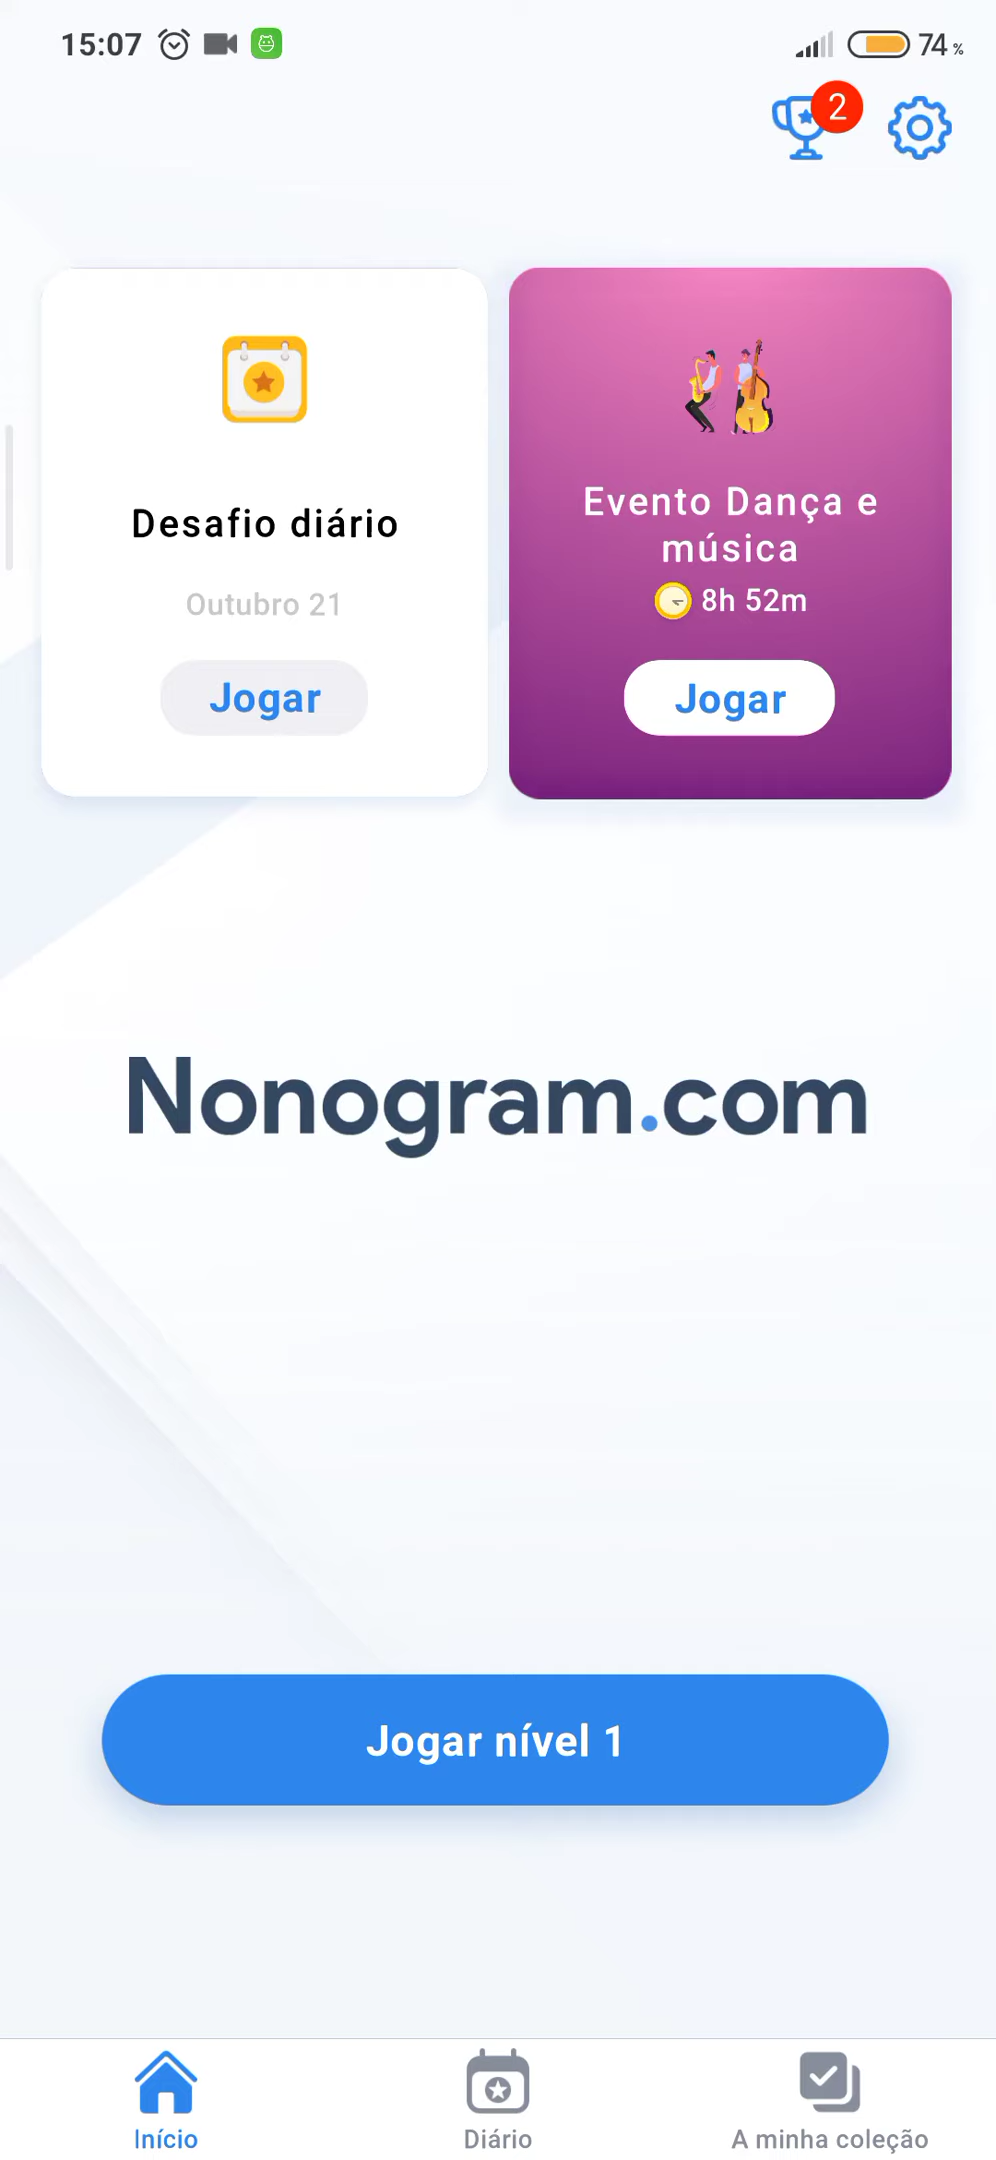 15:07
74 %
2
Desafio diário
Outubro 21
Jogar
Evento Dança e
música
8h 52m
Jogar
Nonogram.com
Jogar nível 1
Início
Diário
A minha coleção